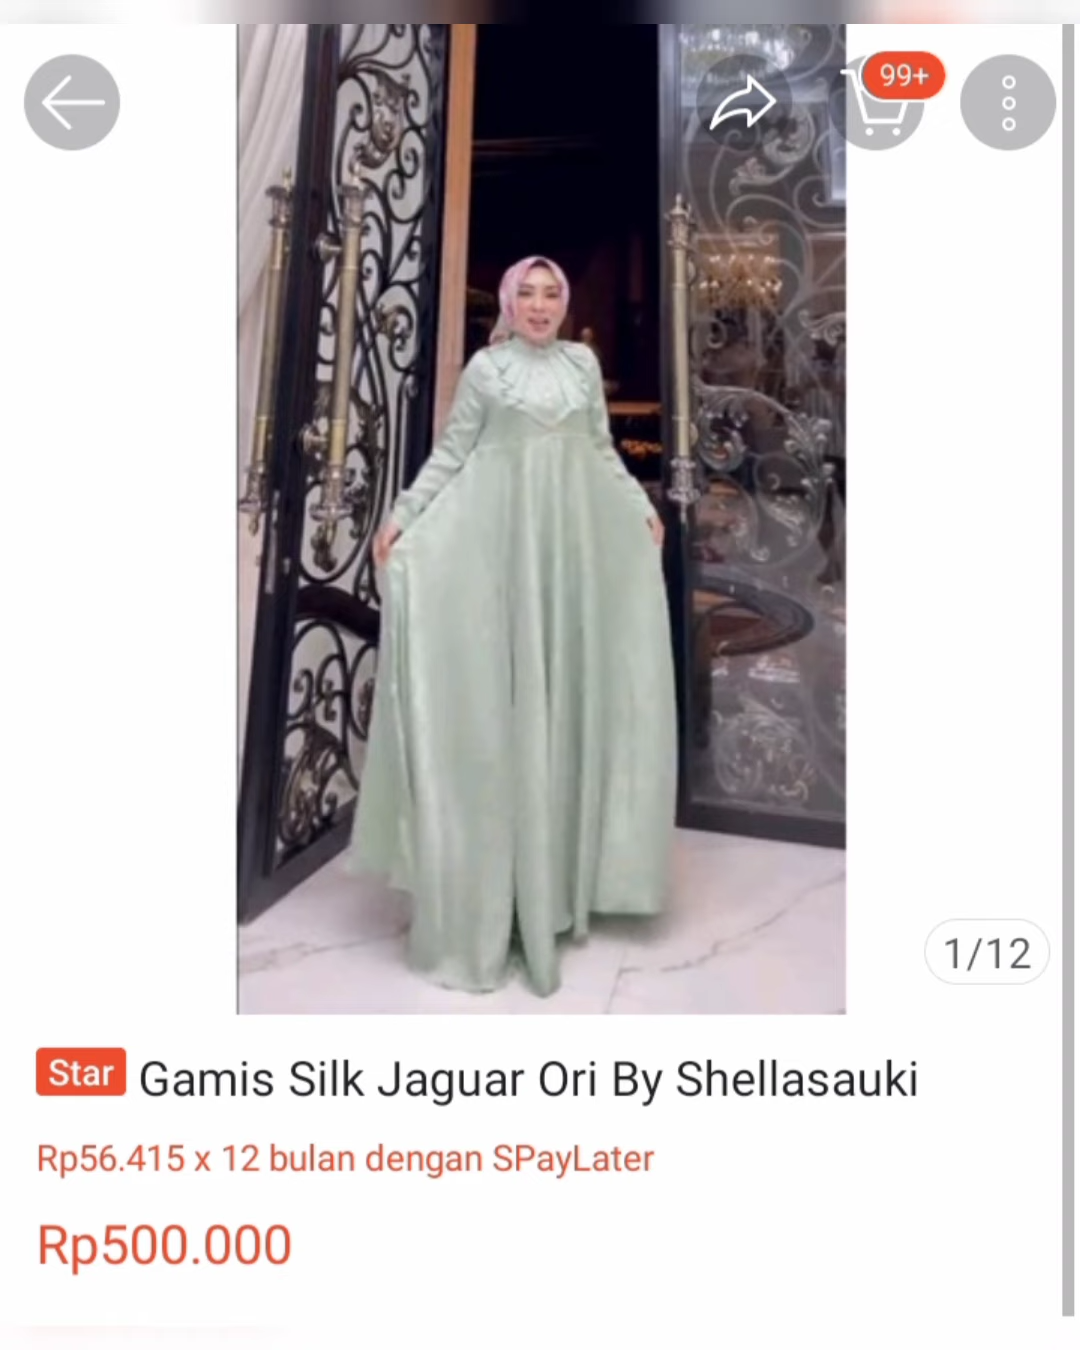 99+
1/12
Star Gamis Silk Jaguar Ori By Shellasauki
Rp56.415 x 12 bulan dengan SPayLater
Rp500.000